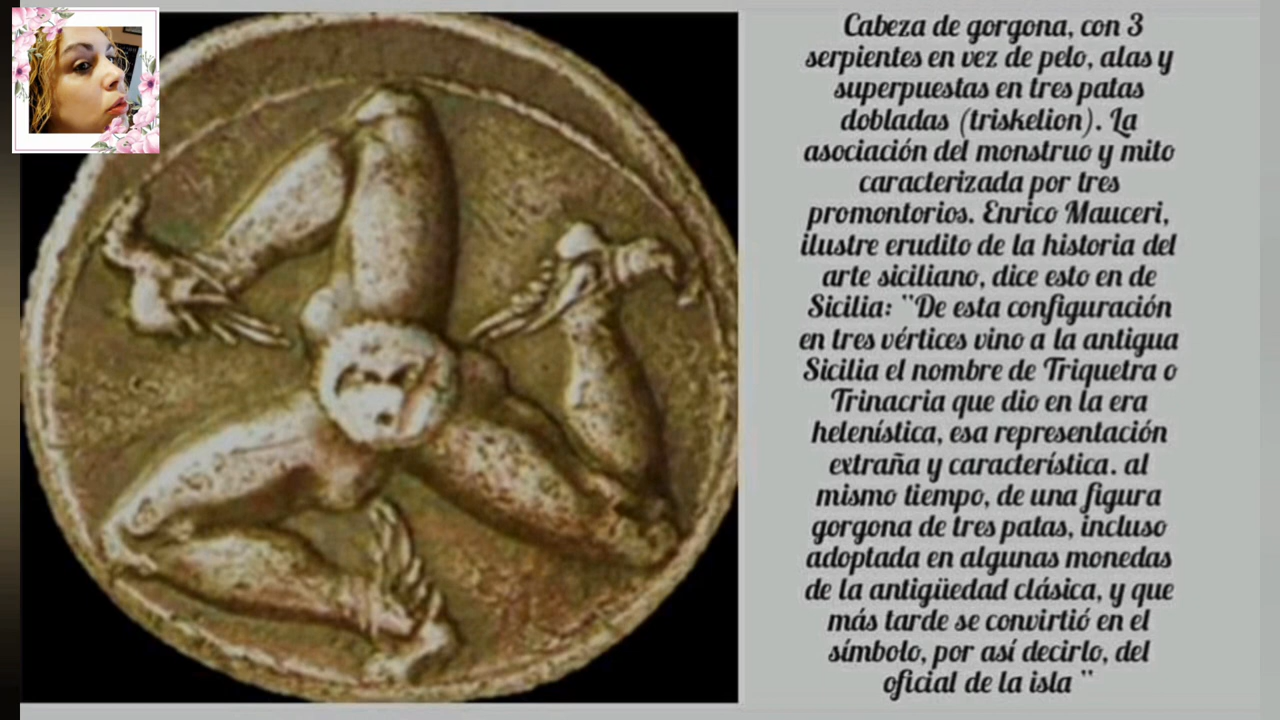 Cabeza de gorgona, con 3
serpientes en vez de pelo, alas y
superpuestas en tres patas
dobladas (triskelion). La
asociación del monstruo y mito
caracterizada por tres
promontorios. Enrico Mauceri,
ilustre erudito de la historia del
arte siciliano, dice esto en de
Sicilia: ¨De esta configuración
en tres vértices vino a la antigua
Sicilia el nombre de Triquetra o
Trinacria que dio en la era
helenística, esa representación
extraña y característica. al
mismo tiempo, de una figura
gorgona de tres patas, incluso
adoptada en algunas monedas
de la antigüedad clásica, y que
más tarde se convirtió en el
símbolo, por así decirlo, del
oficial de la isla ¨